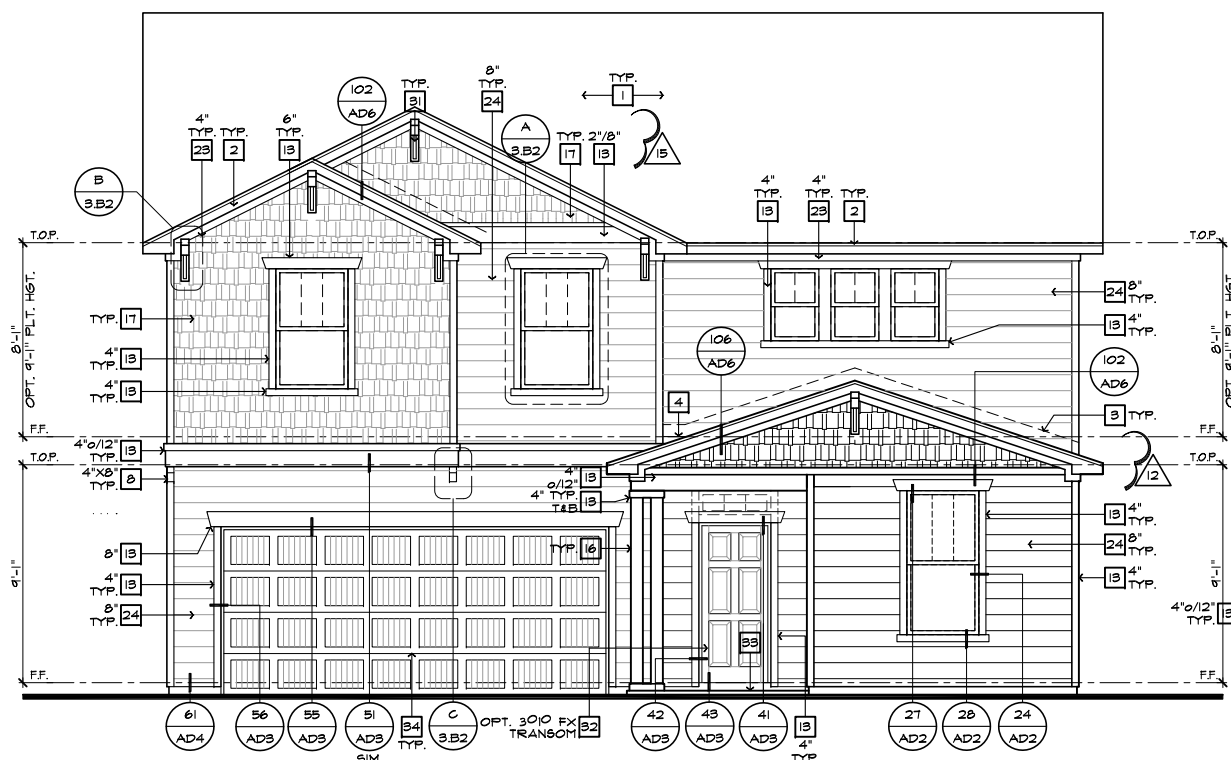 TYP.
1
8"
TYP.
24
TYP.
31
102
AD6
A
3.B2
15
4"
TYP.
23
TYP.
2
6"
TYP.
13
TYP.
17
2"/8"
13
B
3.B2
4"
TYP.
13
4"
TYP.
23
TYP.
2
T.O.P.
T.O.P.
OPT. 9'-1" PLT. HGT.
8'-1"
TYP. 17
4"
TYP. 13
4"
TYP. 13
24 8"
TYP.
13 4"
TYP.
8'-1"
OPT. 9'-1" PLT. HGT.
106
AD6
102
AD6
4
3 TYP.
F.F.
F.F.
4"o/12"
TYP. 13
T.O.P.
T.O.P.
4"X8"
TYP. 8
4"
o/12"
13
4" TYP.
T&B
13
12
13 4"
TYP.
8" 13
TYP. 16
24 8"
TYP.
9'-1"
4"
TYP. 13
13 4"
TYP.
9'-1"
8"
TYP. 24
4"o/12"
TYP.
33
F.F.
F.F.
61
AD4
56
AD3
55
AD3
51
AD3
SIM
34
TYP.
C
3.B2
OPT. 3010 FX
TRANSOM
32
42
AD3
43
AD3
41
AD3
13
4"
TYP
27
AD2
28
AD2
24
AD2